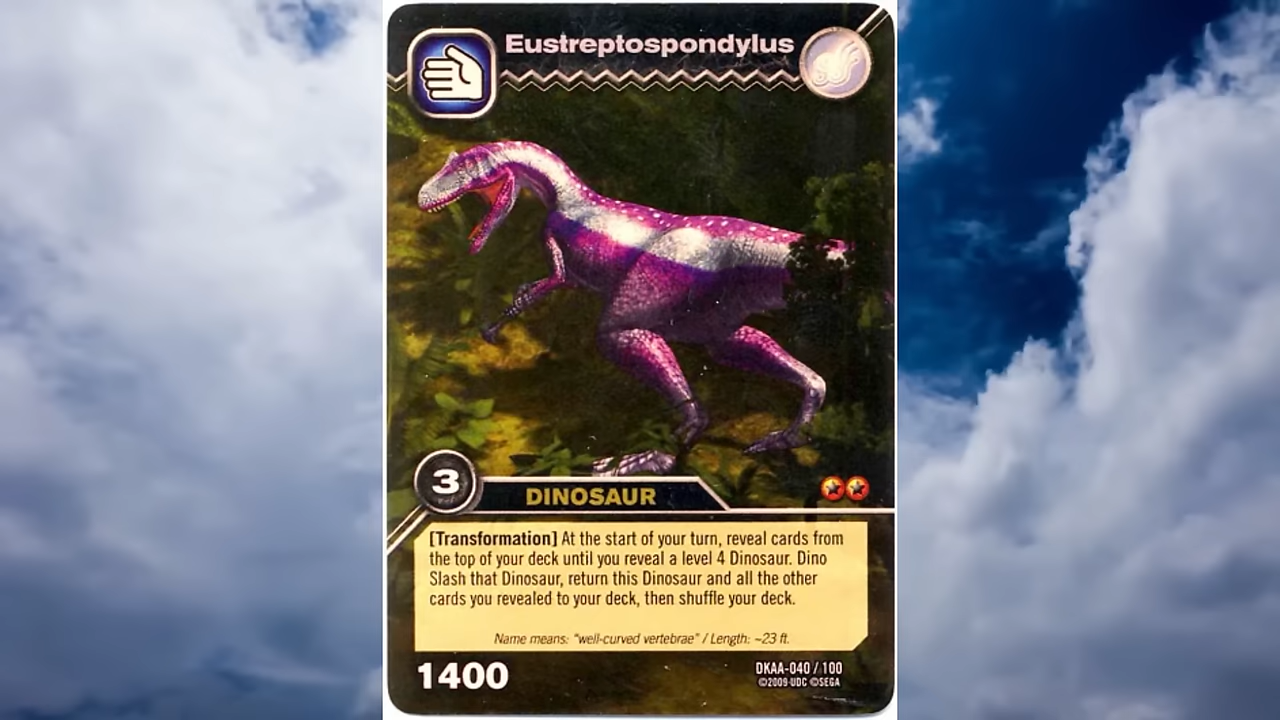 Eustreptospondylus
3
DINOSAUR
[Transformation] At the start of your turn, reveal cards from
the top of your deck until you reveal a level 4 Dinosaur. Dino
Slash that Dinosaur, return this Dinosaur and all the other
cards you revealed to your deck, then shuffle your deck.
Name means: "well-curved vertebrae" / Length: ~23 ft.
1400
DKAA-040 / 100
©2009 UDC ©SEGA